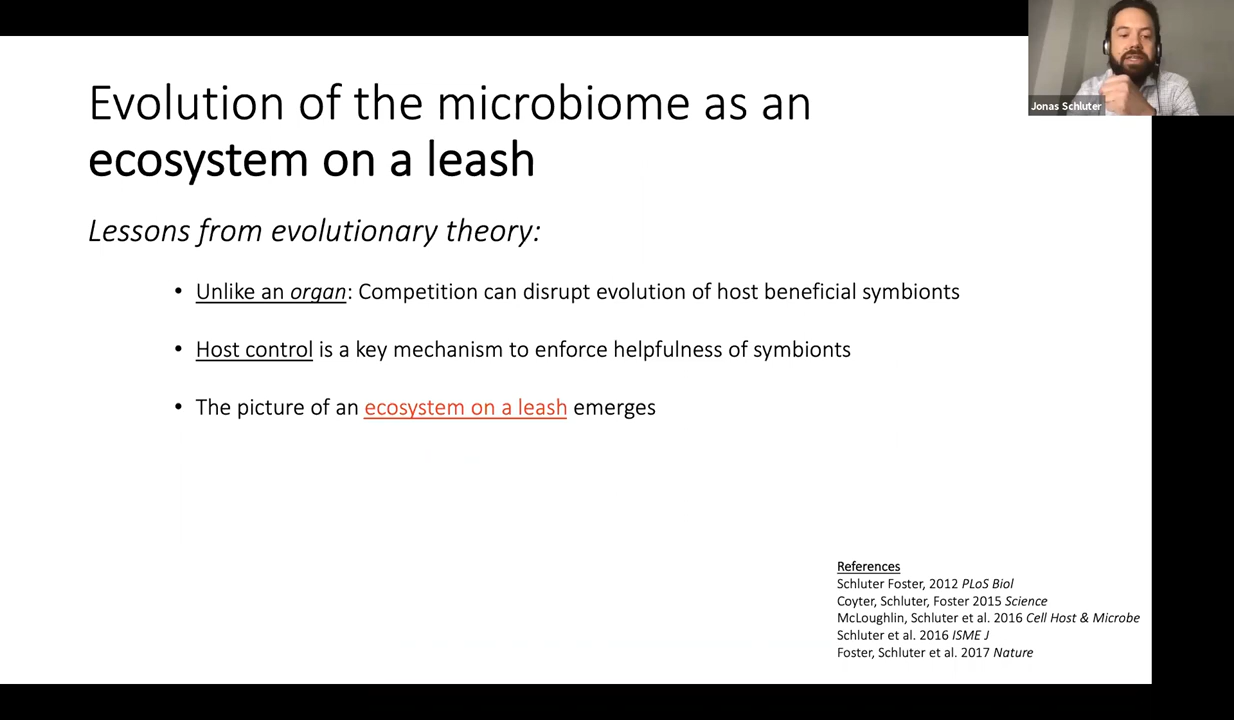 Jonas Schluter
Evolution of the microbiome as an
ecosystem on a leash
Lessons from evolutionary theory:
• Unlike an organ: Competition can disrupt evolution of host beneficial symbionts
• Host control is a key mechanism to enforce helpfulness of symbionts
• The picture of an ecosystem on a leash emerges
References
Schluter Foster, 2012 PLoS Biol
Coyter, Schluter, Foster 2015 Science
McLoughlin, Schluter et al. 2016 Cell Host & Microbe
Schluter et al. 2016 ISME J
Foster, Schluter et al. 2017 Nature